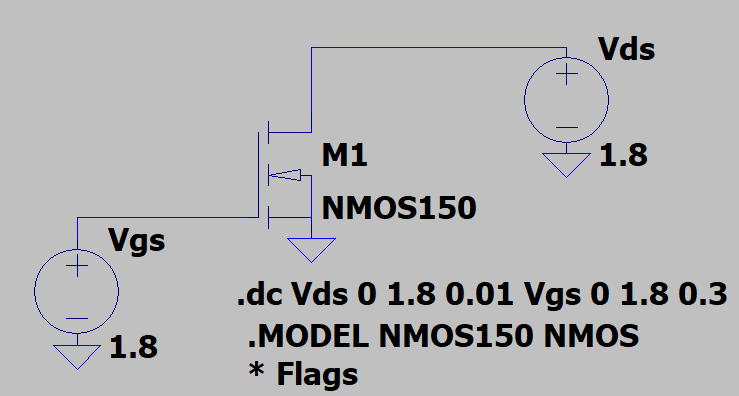 Vds
1.8
M1
NMOS150
Vgs
1.8
.dc Vds 0 1.8 0.01 Vgs 0 1.8 0.3
.MODEL NMOS150 NMOS
* Flags